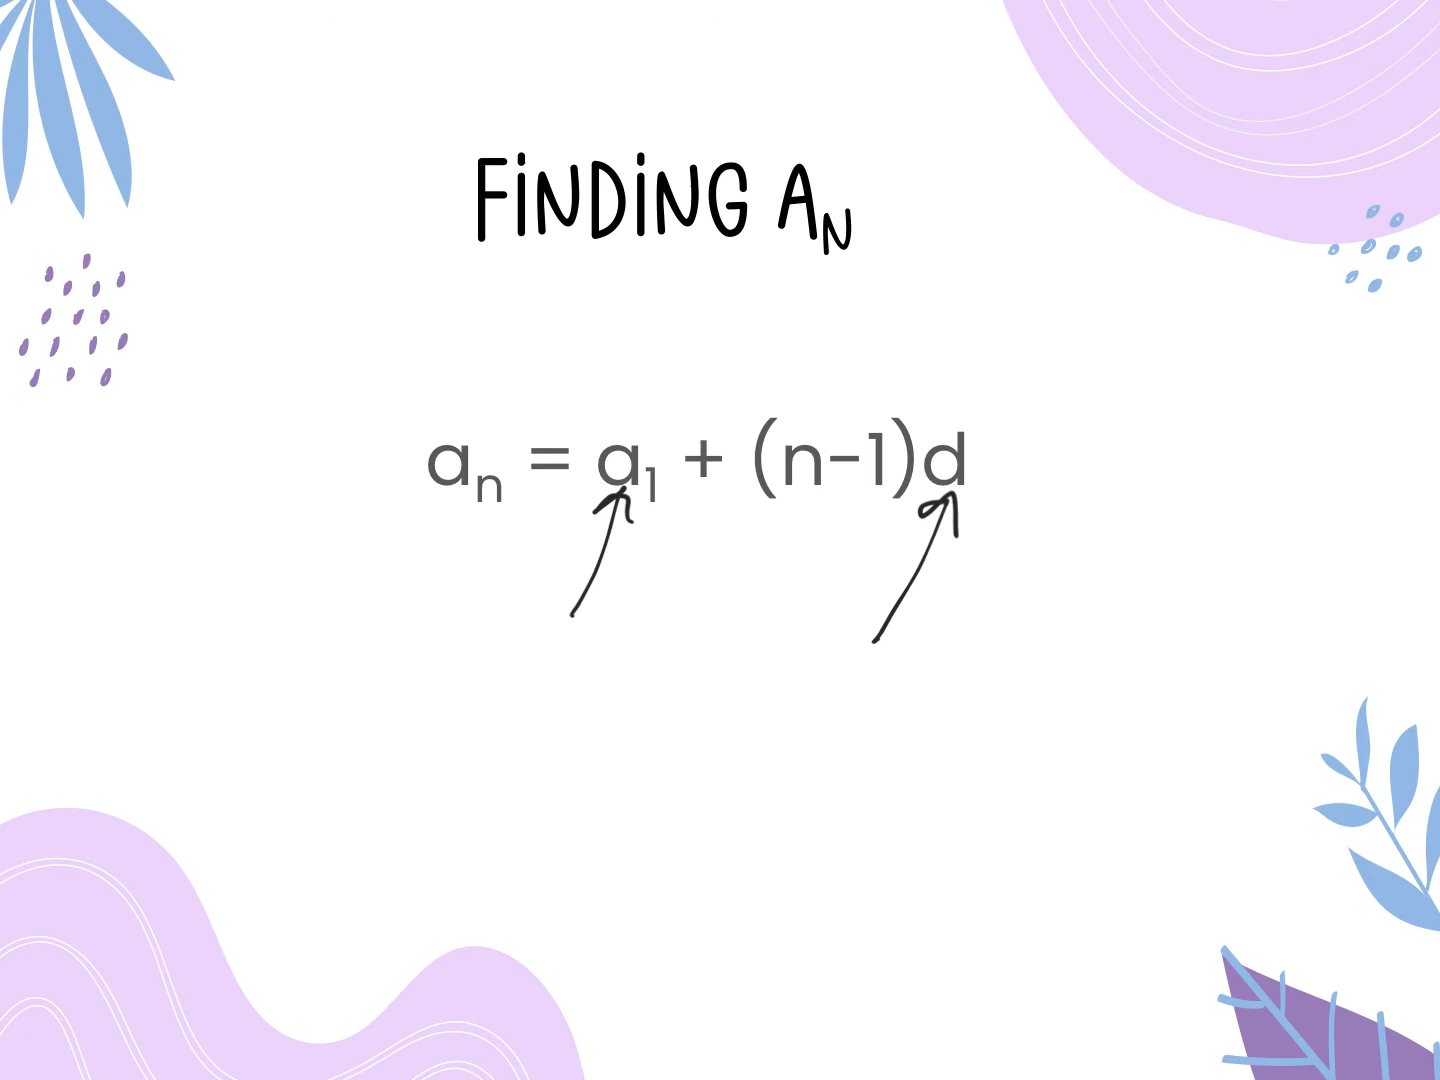 FiNDiNG AN
an = a1 + (n-1)d